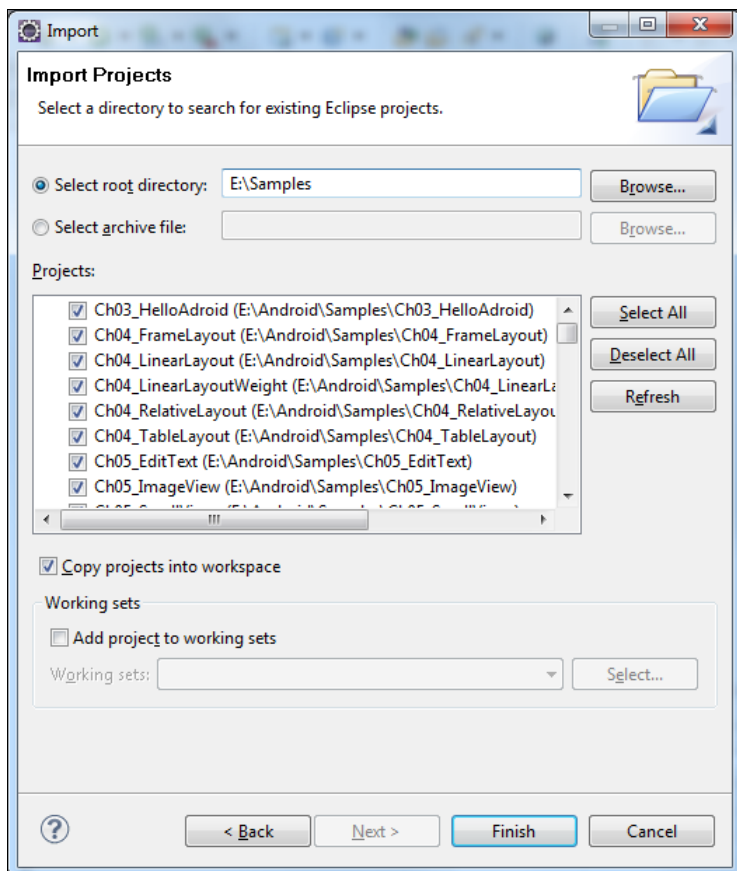 Import
Import Projects
Select a directory to search for existing Eclipse projects.
Select root directory: E:\Samples Browse...
Select archive file: Browse...
Projects:
Ch03_HelloAdroid (E:\Android\Samples\Ch03_HelloAdroid)
Ch04_FrameLayout (E:\Android\Samples\Ch04_FrameLayout)
Ch04_LinearLayout (E:\Android\Samples\Ch04_LinearLayout)
Ch04_LinearLayoutWeight (E:\Android\Samples\Ch04_LinearLa
Ch04_RelativeLayout (E:\Android\Samples\Ch04_RelativeLayou
Ch04_TableLayout (E:\Android\Samples\Ch04_TableLayout)
Ch05_EditText (E:\Android\Samples\Ch05_EditText)
Ch05_ImageView (E:\Android\Samples\Ch05_ImageView)
Select All
Deselect All
Refresh
Copy projects into workspace
Working sets
Add project to working sets
Working sets: Select...
? < Back Next > Finish Cancel